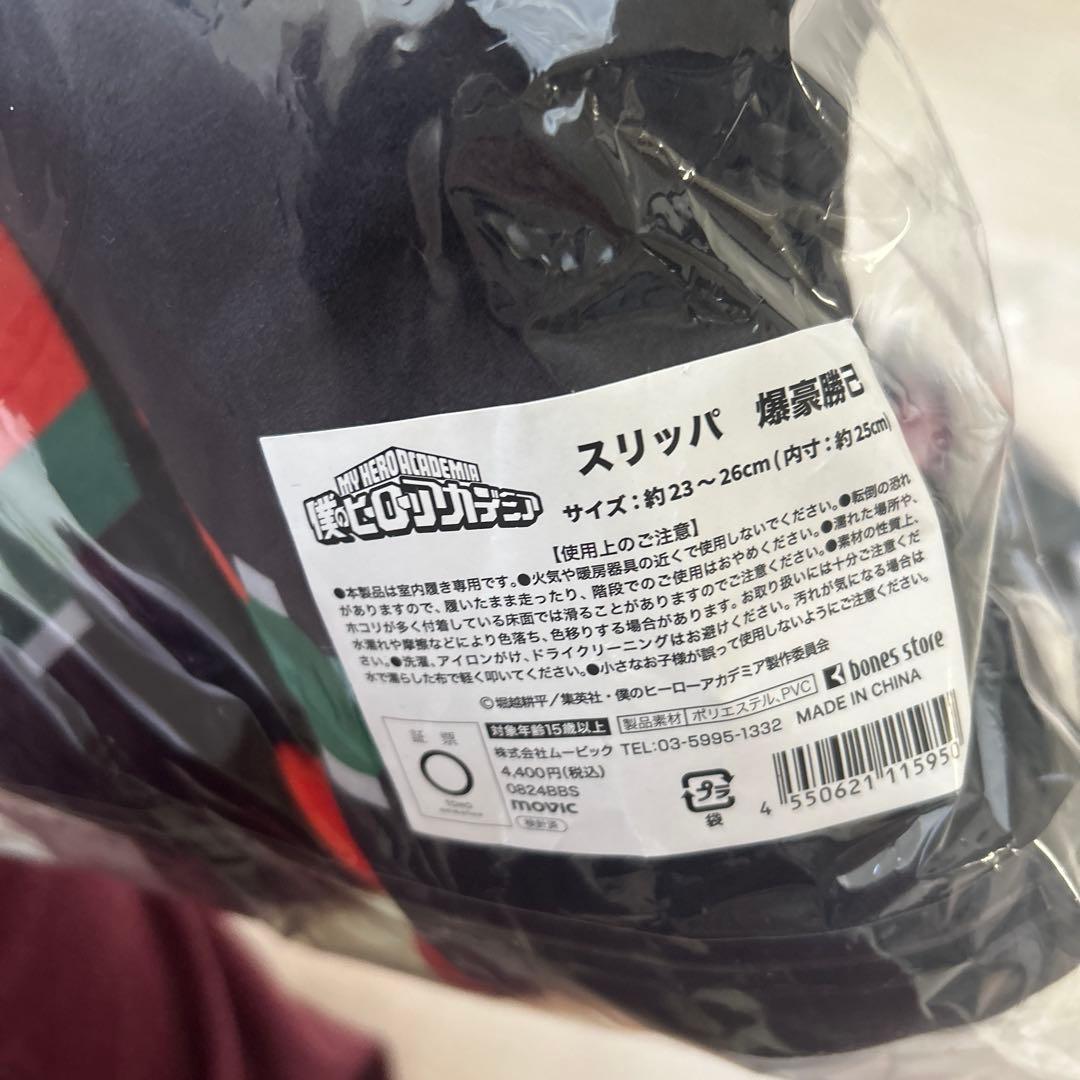 MY HERO ACADEMIA
僕のヒーローアカデミア
スリッパ 爆豪勝己
サイズ：約23～26cm(内寸：約25cm)
【使用上のご注意】
●本製品は室内履き専用です。●火気や暖房器具の近くで使用しないでください。●転倒の恐れ
がありますので、履いたまま走ったり、階段でのご使用はおやめください。●濡れた場所や、
ホコリが多く付着している床面では滑ることがありますのでご注意ください。●素材の性質上、
水濡れや摩擦などにより色落ち、色移りする場合があります。お取り扱いには十分ご注意くだ
さい。●洗濯、アイロンがけ、ドライクリーニングはお避けください。汚れが気になる場合は
水で濡らした布で軽く叩いてください。●小さなお子様が誤って使用しないようにご注意ください。
©堀越耕平／集英社・僕のヒーローアカデミア製作委員会
bones store
証票
TOHO
対象年齢15歳以上
製品素材 ポリエステル、PVC
MADE IN CHINA
株式会社ムービック TEL:03-5995-1332
4,400円(税込)
0824BBS
movic
検針済
プラ
袋
4 550621 115950